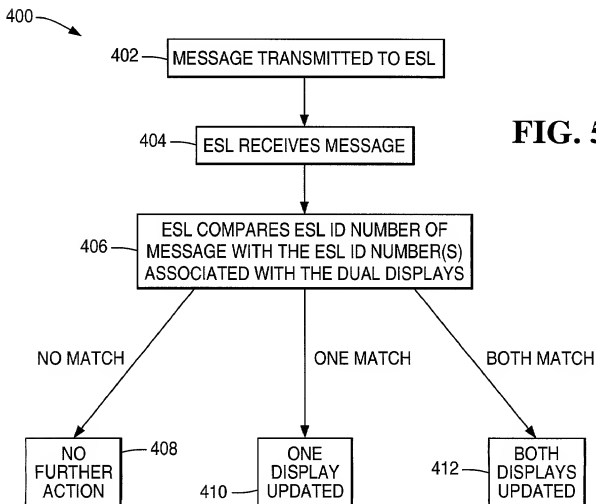 400
402
MESSAGE TRANSMITTED TO ESL
404
ESL RECEIVES MESSAGE
FIG. 5
406
ESL COMPARES ESL ID NUMBER OF
MESSAGE WITH THE ESL ID NUMBER(S)
ASSOCIATED WITH THE DUAL DISPLAYS
NO MATCH
ONE MATCH
BOTH MATCH
NO
FURTHER
ACTION
408
ONE
DISPLAY
UPDATED
410
BOTH
DISPLAYS
UPDATED
412